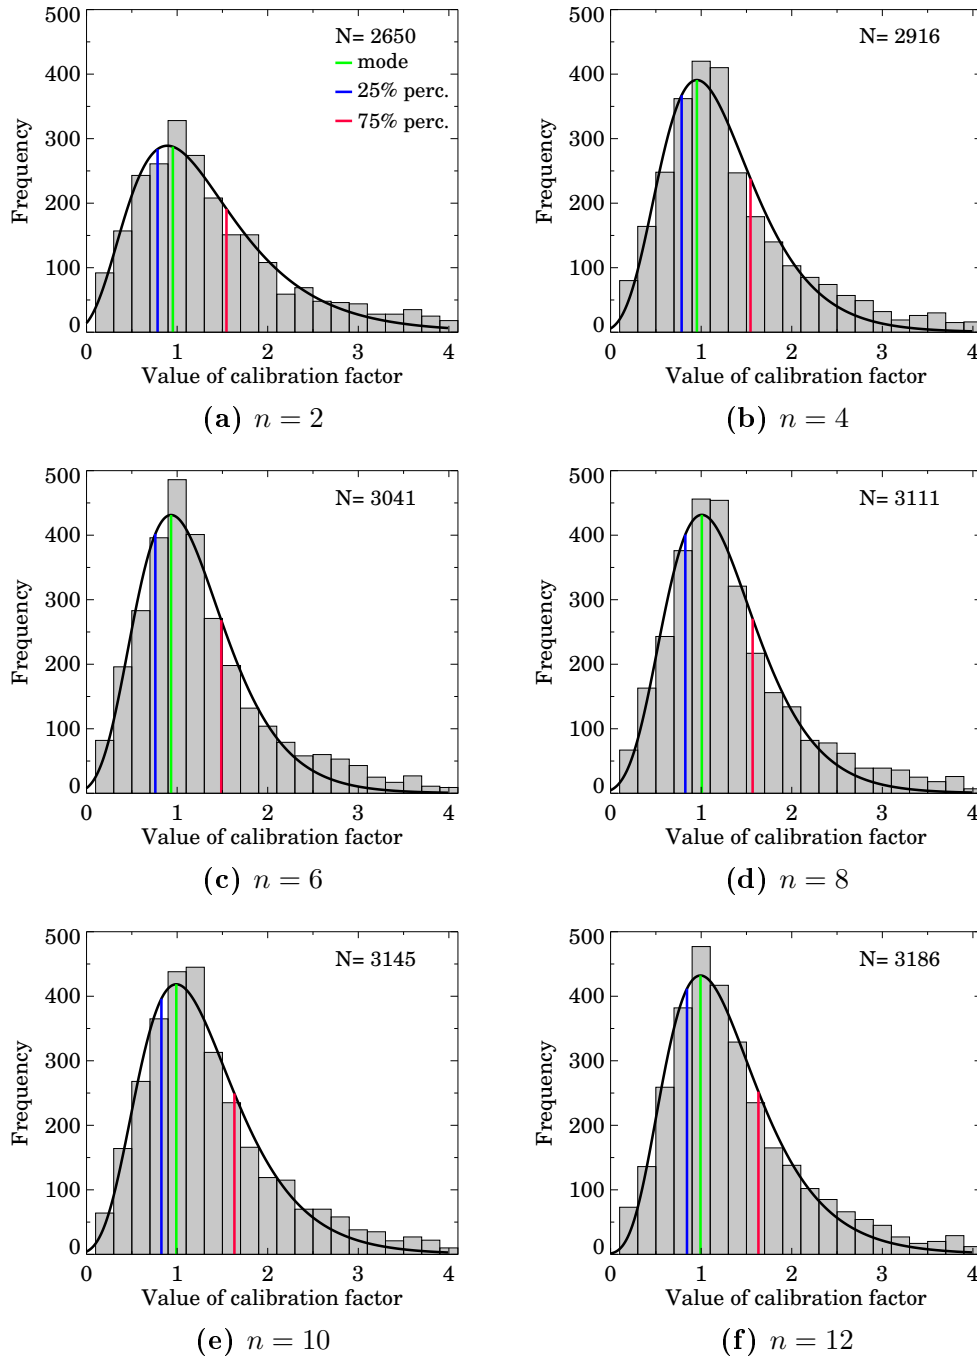 500
400
300
200
100
0
Frequency
N= 2650
mode
25% perc.
75% perc.
0 1 2 3 4
Value of calibration factor
(a) n = 2
500
400
300
200
100
0
Frequency
N= 2916
0 1 2 3 4
Value of calibration factor
(b) n = 4
500
400
300
200
100
0
Frequency
N= 3041
0 1 2 3 4
Value of calibration factor
(c) n = 6
500
400
300
200
100
0
Frequency
N= 3111
0 1 2 3 4
Value of calibration factor
(d) n = 8
500
400
300
200
100
0
Frequency
N= 3145
0 1 2 3 4
Value of calibration factor
(e) n = 10
500
400
300
200
100
0
Frequency
N= 3186
0 1 2 3 4
Value of calibration factor
(f) n = 12